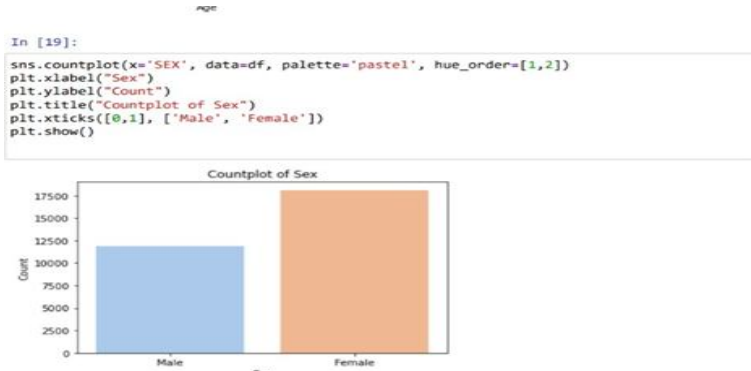 Age
In [19]:
sns.countplot(x='SEX', data=df, palette='pastel', hue_order=[1,2])
plt.xlabel("Sex")
plt.ylabel("Count")
plt.title("Countplot of Sex")
plt.xticks([0,1], ['Male', 'Female'])
plt.show()
Countplot of Sex
17500
15000
12500
10000
7500
5000
2500
0
Count
Male Female